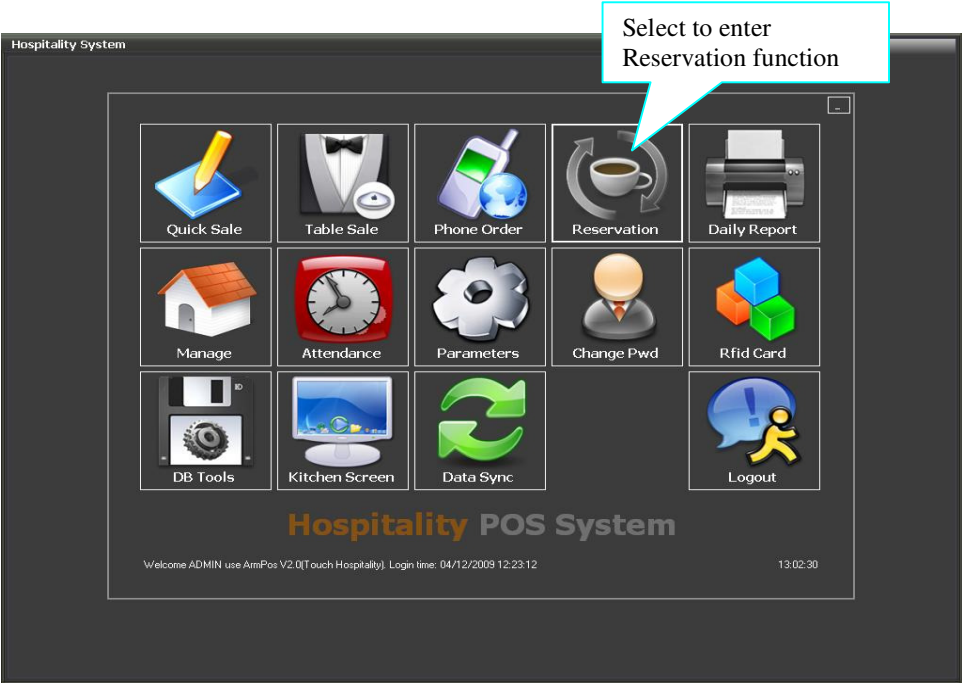 Select to enter
Reservation function
Hospitality System
Quick Sale
Table Sale
Phone Order
Reservation
Daily Report
Manage
Attendance
Parameters
Change Pwd
Rfid Card
DB Tools
Kitchen Screen
Data Sync
Logout
Hospitality POS System
Welcome ADMIN use ArmPos V2.0(Touch Hospitality). Login time: 04/12/2009 12:23:12
13:02:30